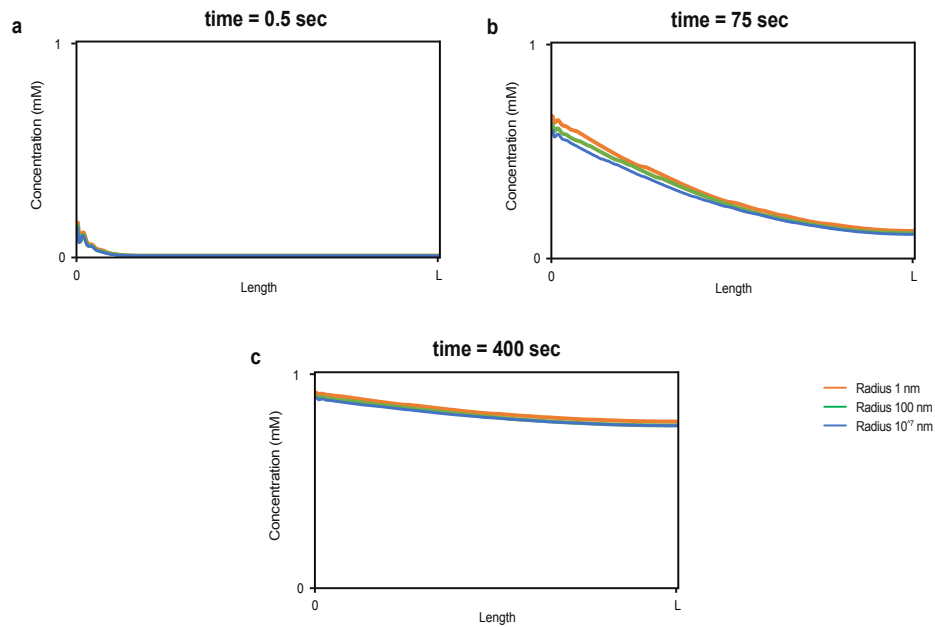 a
time = 0.5 sec
1
Concentration (mM)
0
0
L
Length
b
time = 75 sec
1
Concentration (mM)
0
0
L
Length
c
time = 400 sec
1
Concentration (mM)
0
0
L
Length
Radius 1 nm
Radius 100 nm
Radius 10^7 nm